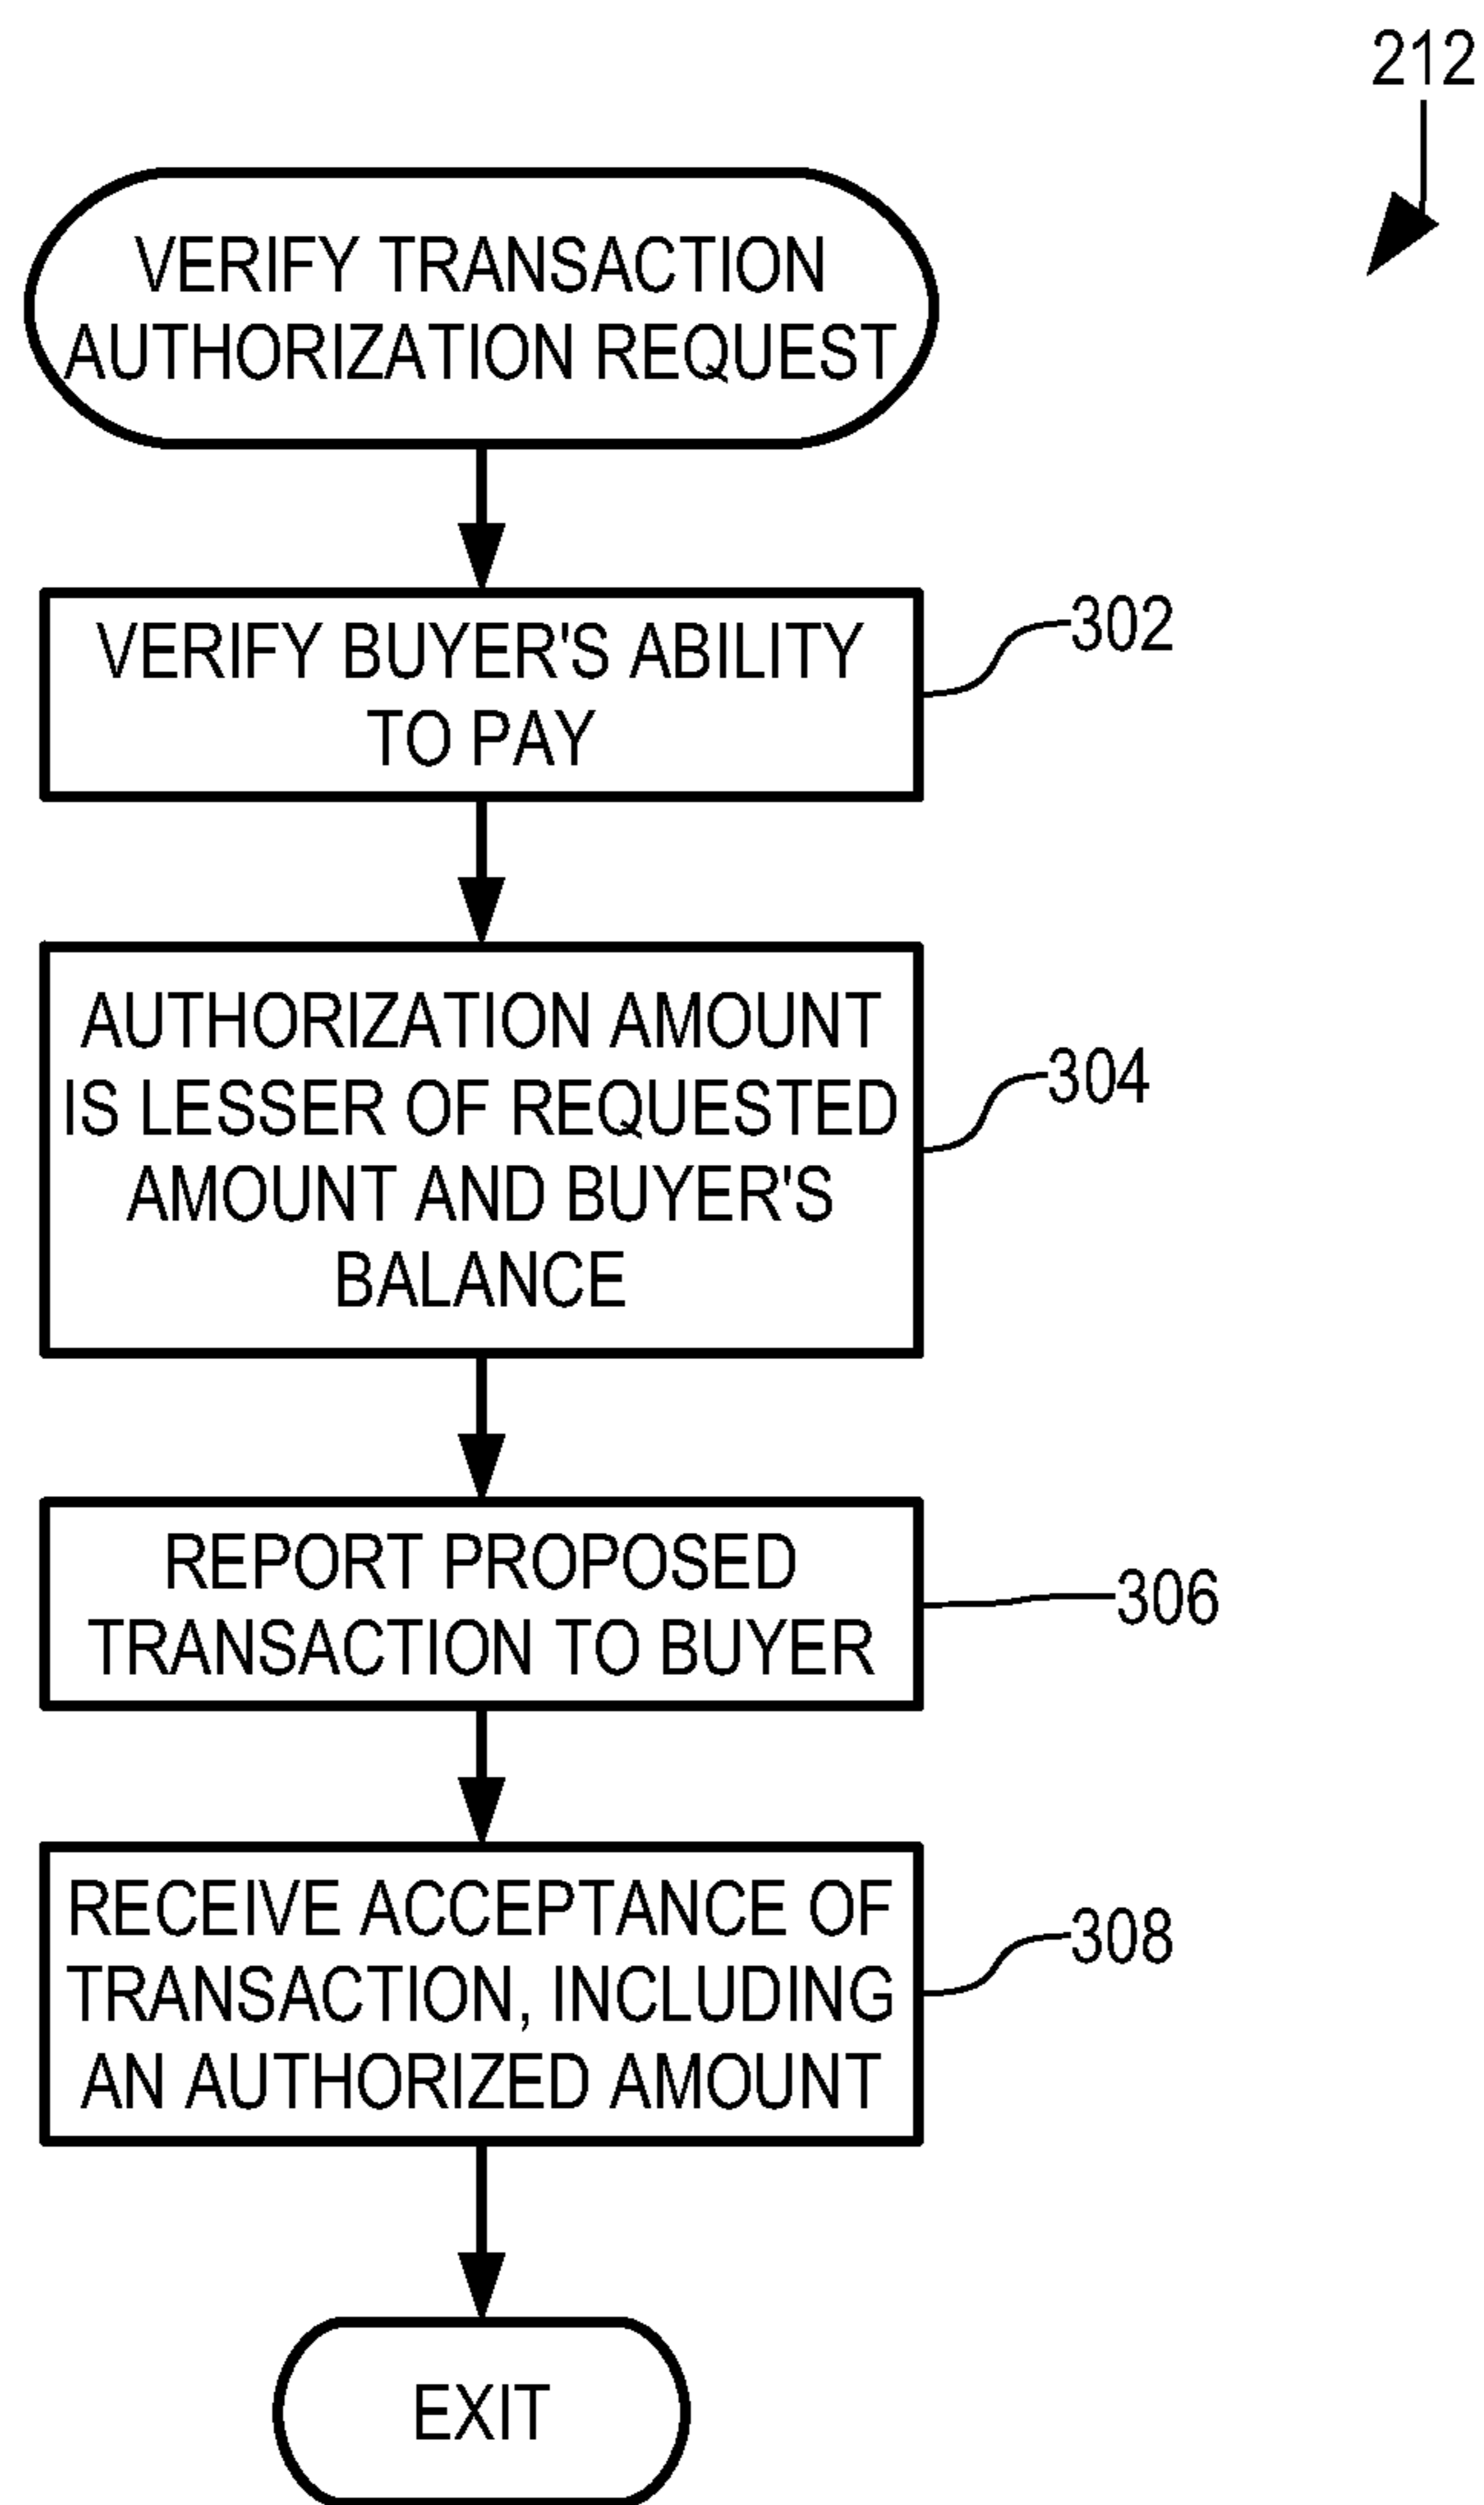 212
VERIFY TRANSACTION
AUTHORIZATION REQUEST
VERIFY BUYER'S ABILITY
TO PAY
302
AUTHORIZATION AMOUNT
IS LESSER OF REQUESTED
AMOUNT AND BUYER'S
BALANCE
304
REPORT PROPOSED
TRANSACTION TO BUYER
306
RECEIVE ACCEPTANCE OF
TRANSACTION, INCLUDING
AN AUTHORIZED AMOUNT
308
EXIT